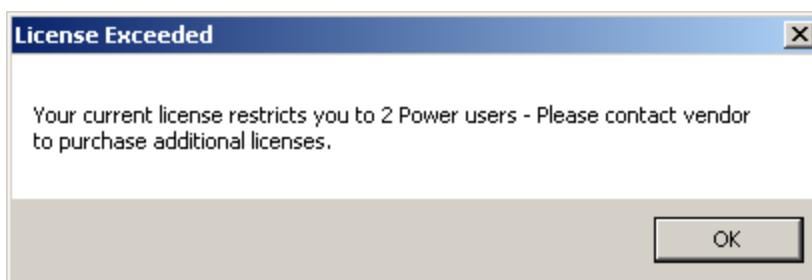 License Exceeded
Your current license restricts you to 2 Power users - Please contact vendor
to purchase additional licenses.
OK